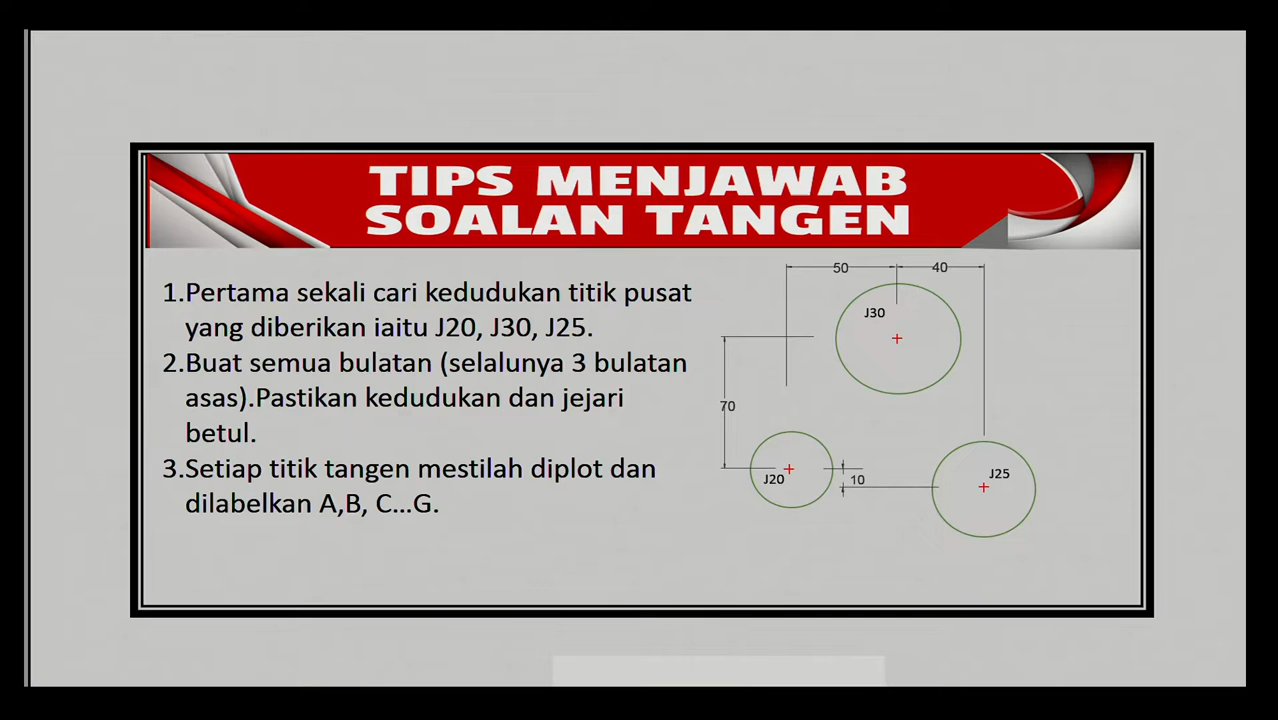 TIPS MENJAWAB
SOALAN TANGEN
1.Pertama sekali cari kedudukan titik pusat
yang diberikan iaitu J20, J30, J25.
2.Buat semua bulatan (selalunya 3 bulatan
asas).Pastikan kedudukan dan jejari
betul.
3.Setiap titik tangen mestilah diplot dan
dilabelkan A,B, C...G.
50
40
J30
70
J20
10
J25